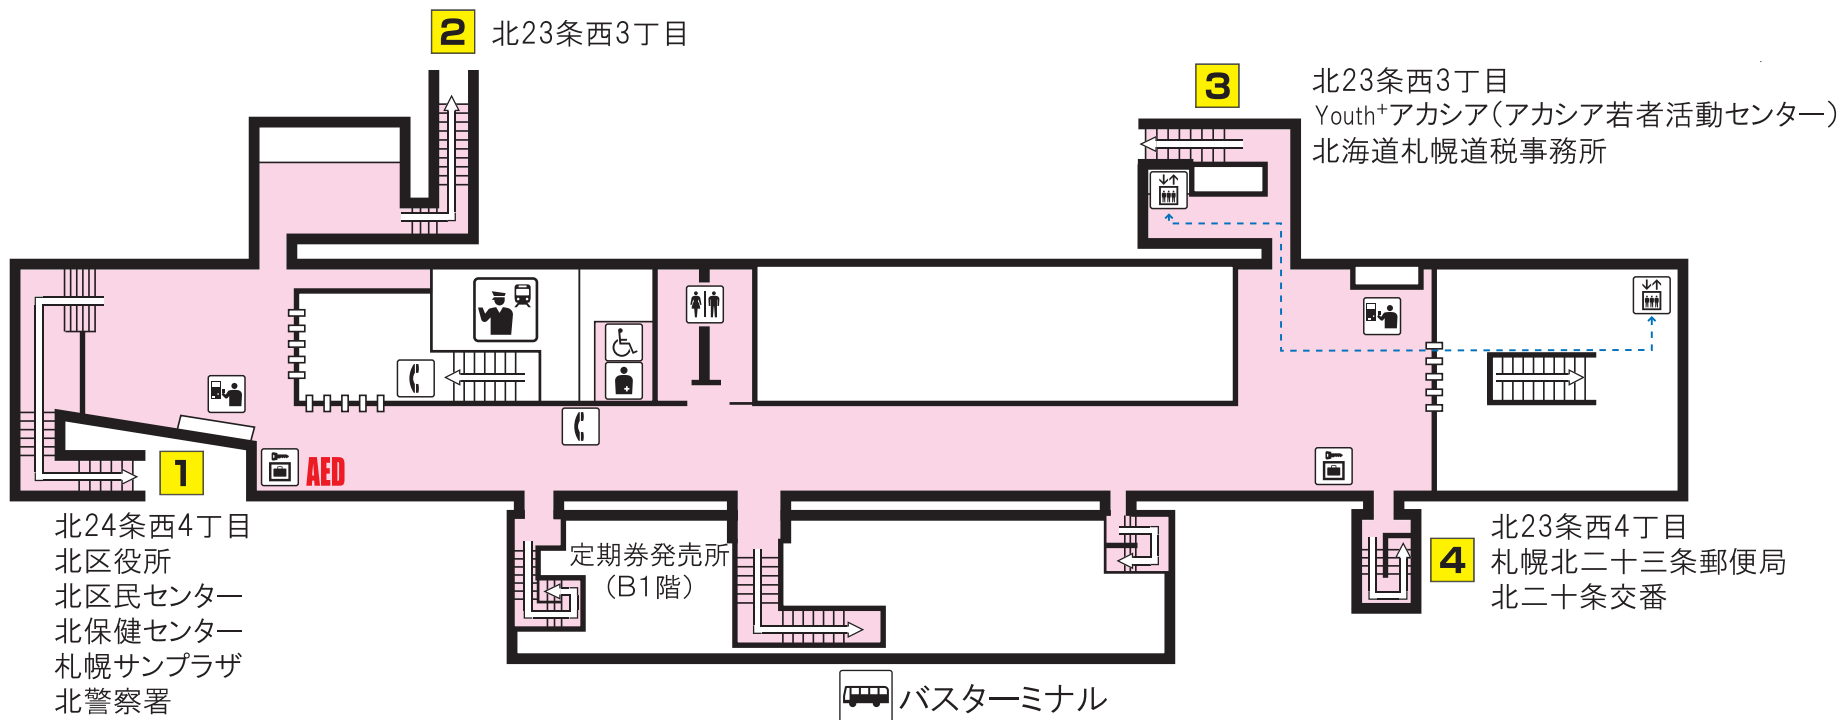 2
北23条西3丁目
3
北23条西3丁目
Youth⁺アカシア(アカシア若者活動センター)
北海道札幌道税事務所
AED
1
北24条西4丁目
北区役所
北区民センター
北保健センター
札幌サンプラザ
北警察署
定期券発売所
(B1階)
4
北23条西4丁目
札幌北二十三条郵便局
北二十条交番
バスターミナル